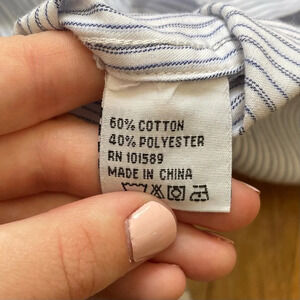 60% COTTON
40% POLYESTER
RN 101589
MADE IN CHINA